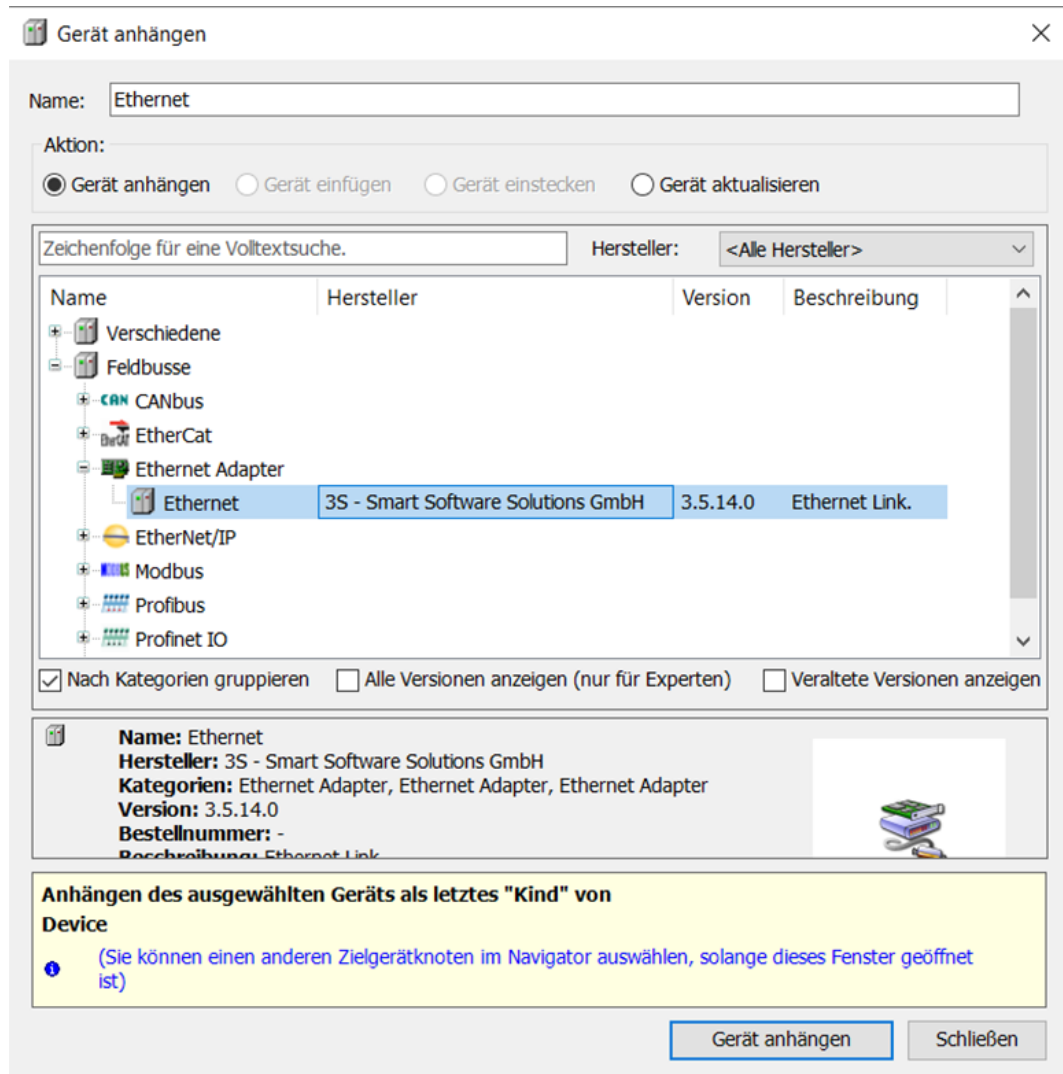 Gerät anhängen
Name: Ethernet
Aktion:
Gerät anhängen Gerät einfügen Gerät einstecken Gerät aktualisieren
Zeichenfolge für eine Volltextsuche. Hersteller: <Alle Hersteller>
Name Hersteller Version Beschreibung
Verschiedene
Feldbusse
CAN CANbus
EtherCat
Ethernet Adapter
Ethernet 3S - Smart Software Solutions GmbH 3.5.14.0 Ethernet Link.
EtherNet/IP
Modbus
Profibus
Profinet IO
Nach Kategorien gruppieren Alle Versionen anzeigen (nur für Experten) Veraltete Versionen anzeigen
Name: Ethernet
Hersteller: 3S - Smart Software Solutions GmbH
Kategorien: Ethernet Adapter, Ethernet Adapter, Ethernet Adapter
Version: 3.5.14.0
Bestellnummer: -
Beschreibung: Ethernet Link
Anhängen des ausgewählten Geräts als letztes "Kind" von
Device
(Sie können einen anderen Zielgerätknoten im Navigator auswählen, solange dieses Fenster geöffnet
ist)
Gerät anhängen Schließen